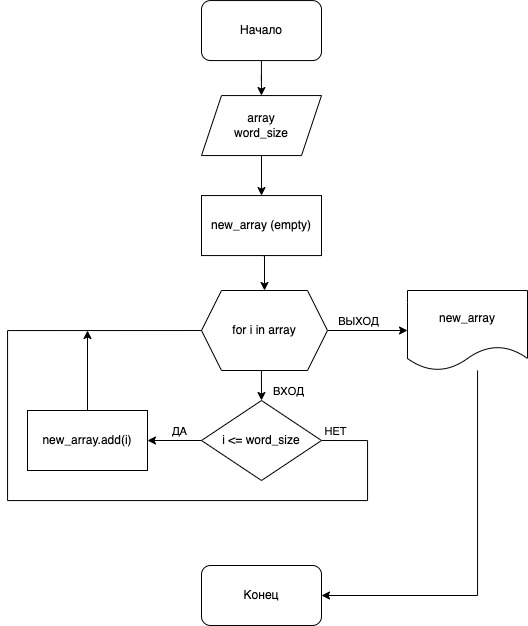 Начало
array
word_size
new_array (empty)
for i in array
ВЫХОД
new_array
ВХОД
new_array.add(i)
ДА
i <= word_size
НЕТ
Конец